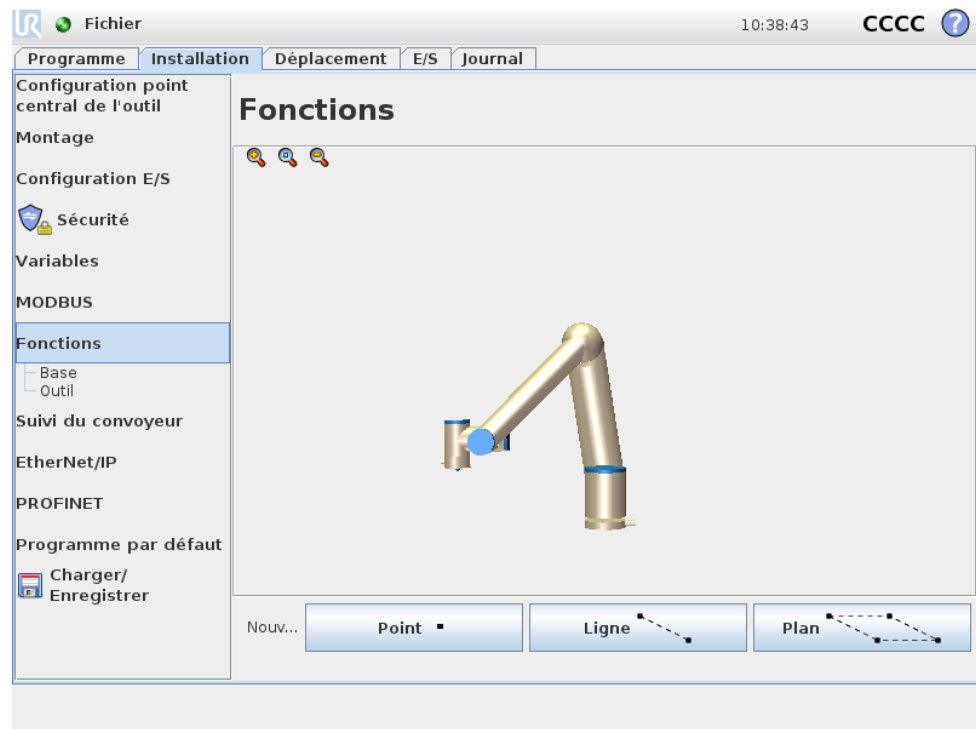 UR Fichier 10:38:43 CCCC ?
Programme Installation Déplacement E/S Journal
Configuration point
central de l'outil
Montage
Configuration E/S
Sécurité
Variables
MODBUS
Fonctions
Base
Outil
Suivi du convoyeur
EtherNet/IP
PROFINET
Programme par défaut
Charger/
Enregistrer
Fonctions
Nouv... Point Ligne Plan